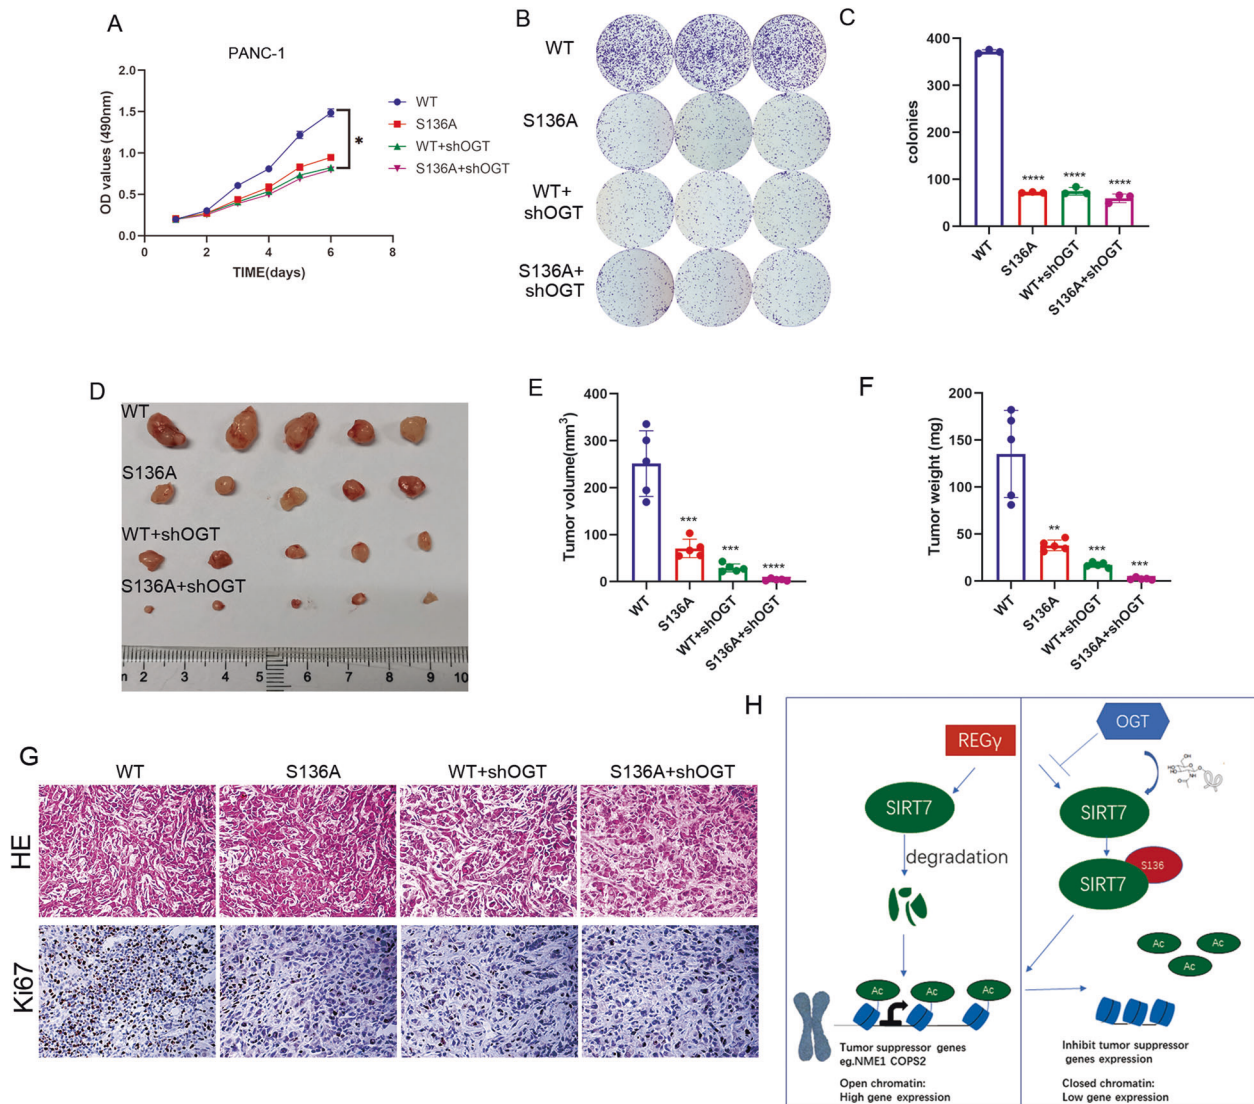 A
PANC-1
2.0
1.5
1.0
0.5
0.0
OD values (490nm)
0
2
4
6
8
TIME(days)
WT
S136A
WT+shOGT
S136A+shOGT
*
B
WT
S136A
WT+
shOGT
S136A+
shOGT
C
400
300
200
100
0
colonies
****
****
****
WT
S136A
WT+shOGT
S136A+shOGT
D
WT
S136A
WT+shOGT
S136A+shOGT
2 3 4 5 6 7 8 9 10
E
400
300
200
100
0
Tumor volume(mm³)
***
***
****
WT
S136A
WT+shOGT
S136A+shOGT
F
200
150
100
50
0
Tumor weight (mg)
**
***
***
WT
S136A
WT+shOGT
S136A+shOGT
G
WT
S136A
WT+shOGT
S136A+shOGT
HE
Ki67
H
REGγ
SIRT7
degradation
Ac
Ac
Ac
Tumor suppressor genes
eg.NME1 COPS2
Open chromatin:
High gene expression
OGT
SIRT7
SIRT7
S136
Ac
Ac
Ac
Inhibit tumor suppressor
genes expression
Closed chromatin:
Low gene expression